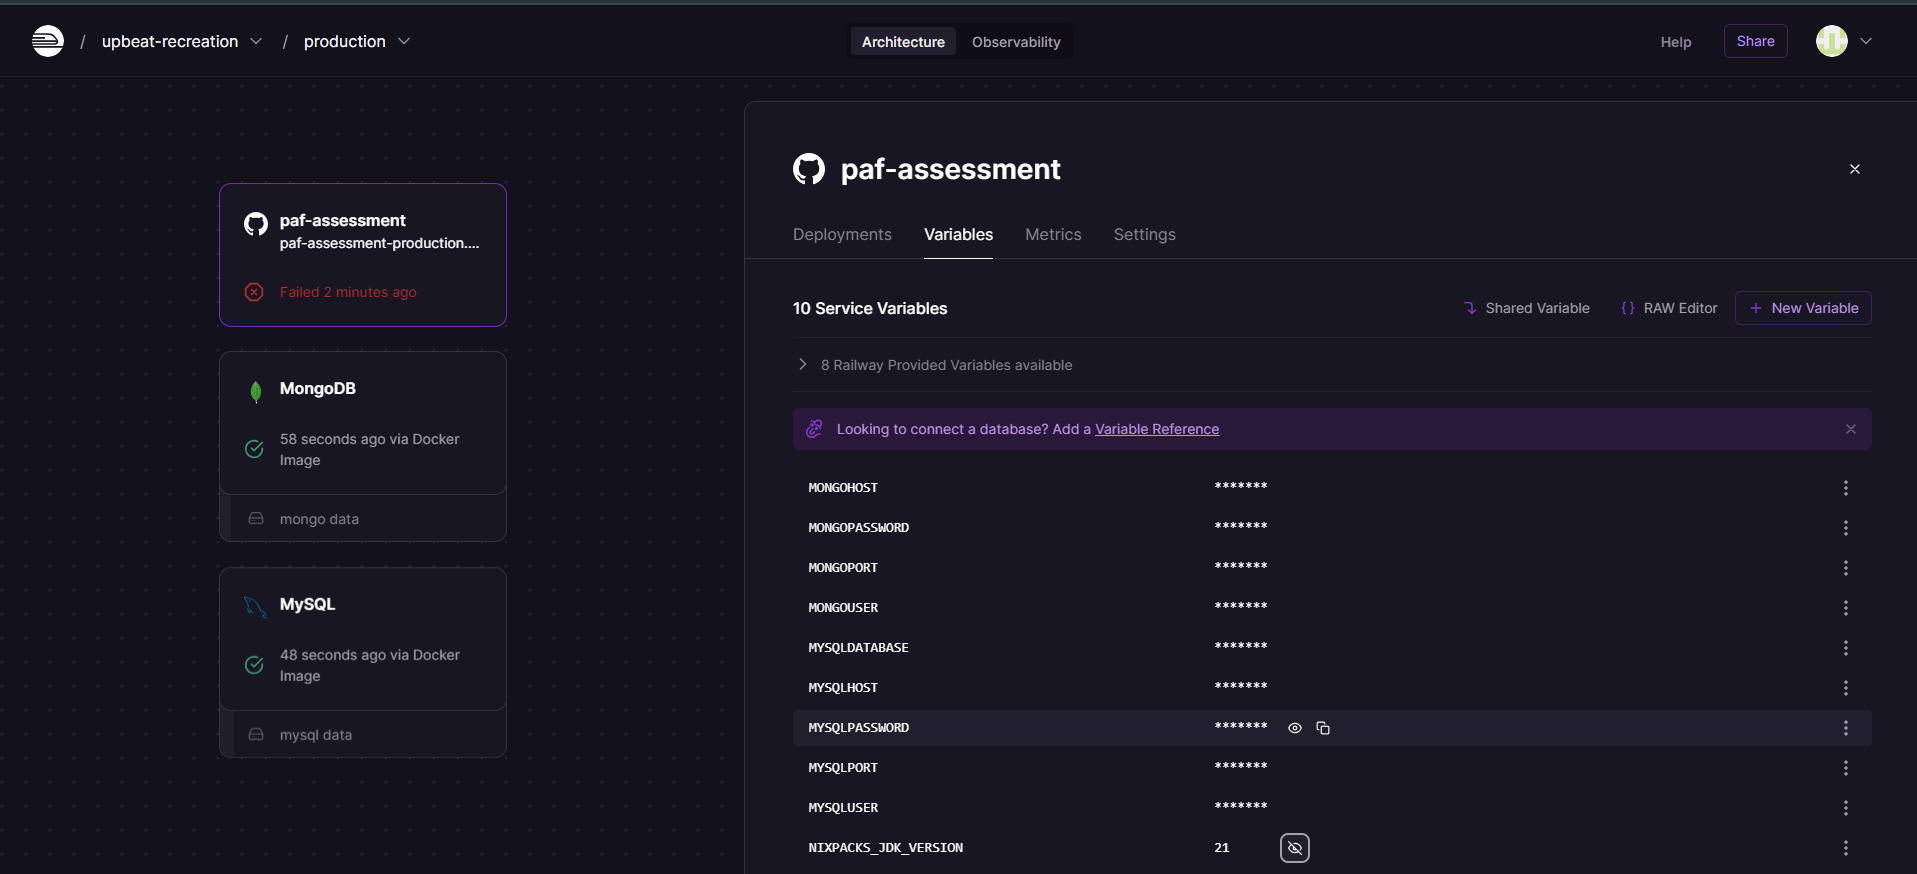 / upbeat-recreation / production
Architecture Observability
Help Share
paf-assessment
paf-assessment-production....
Failed 2 minutes ago
MongoDB
58 seconds ago via Docker
Image
mongo data
MySQL
48 seconds ago via Docker
Image
mysql data
paf-assessment
Deployments Variables Metrics Settings
10 Service Variables Shared Variable {} RAW Editor + New Variable
8 Railway Provided Variables available
Looking to connect a database? Add a Variable Reference
MONGOHOST *******
MONGOPASSWORD *******
MONGOPORT *******
MONGOUSER *******
MYSQLDATABASE *******
MYSQLHOST *******
MYSQLPASSWORD *******
MYSQLPORT *******
MYSQLUSER *******
NIXPACKS_JDK_VERSION 21